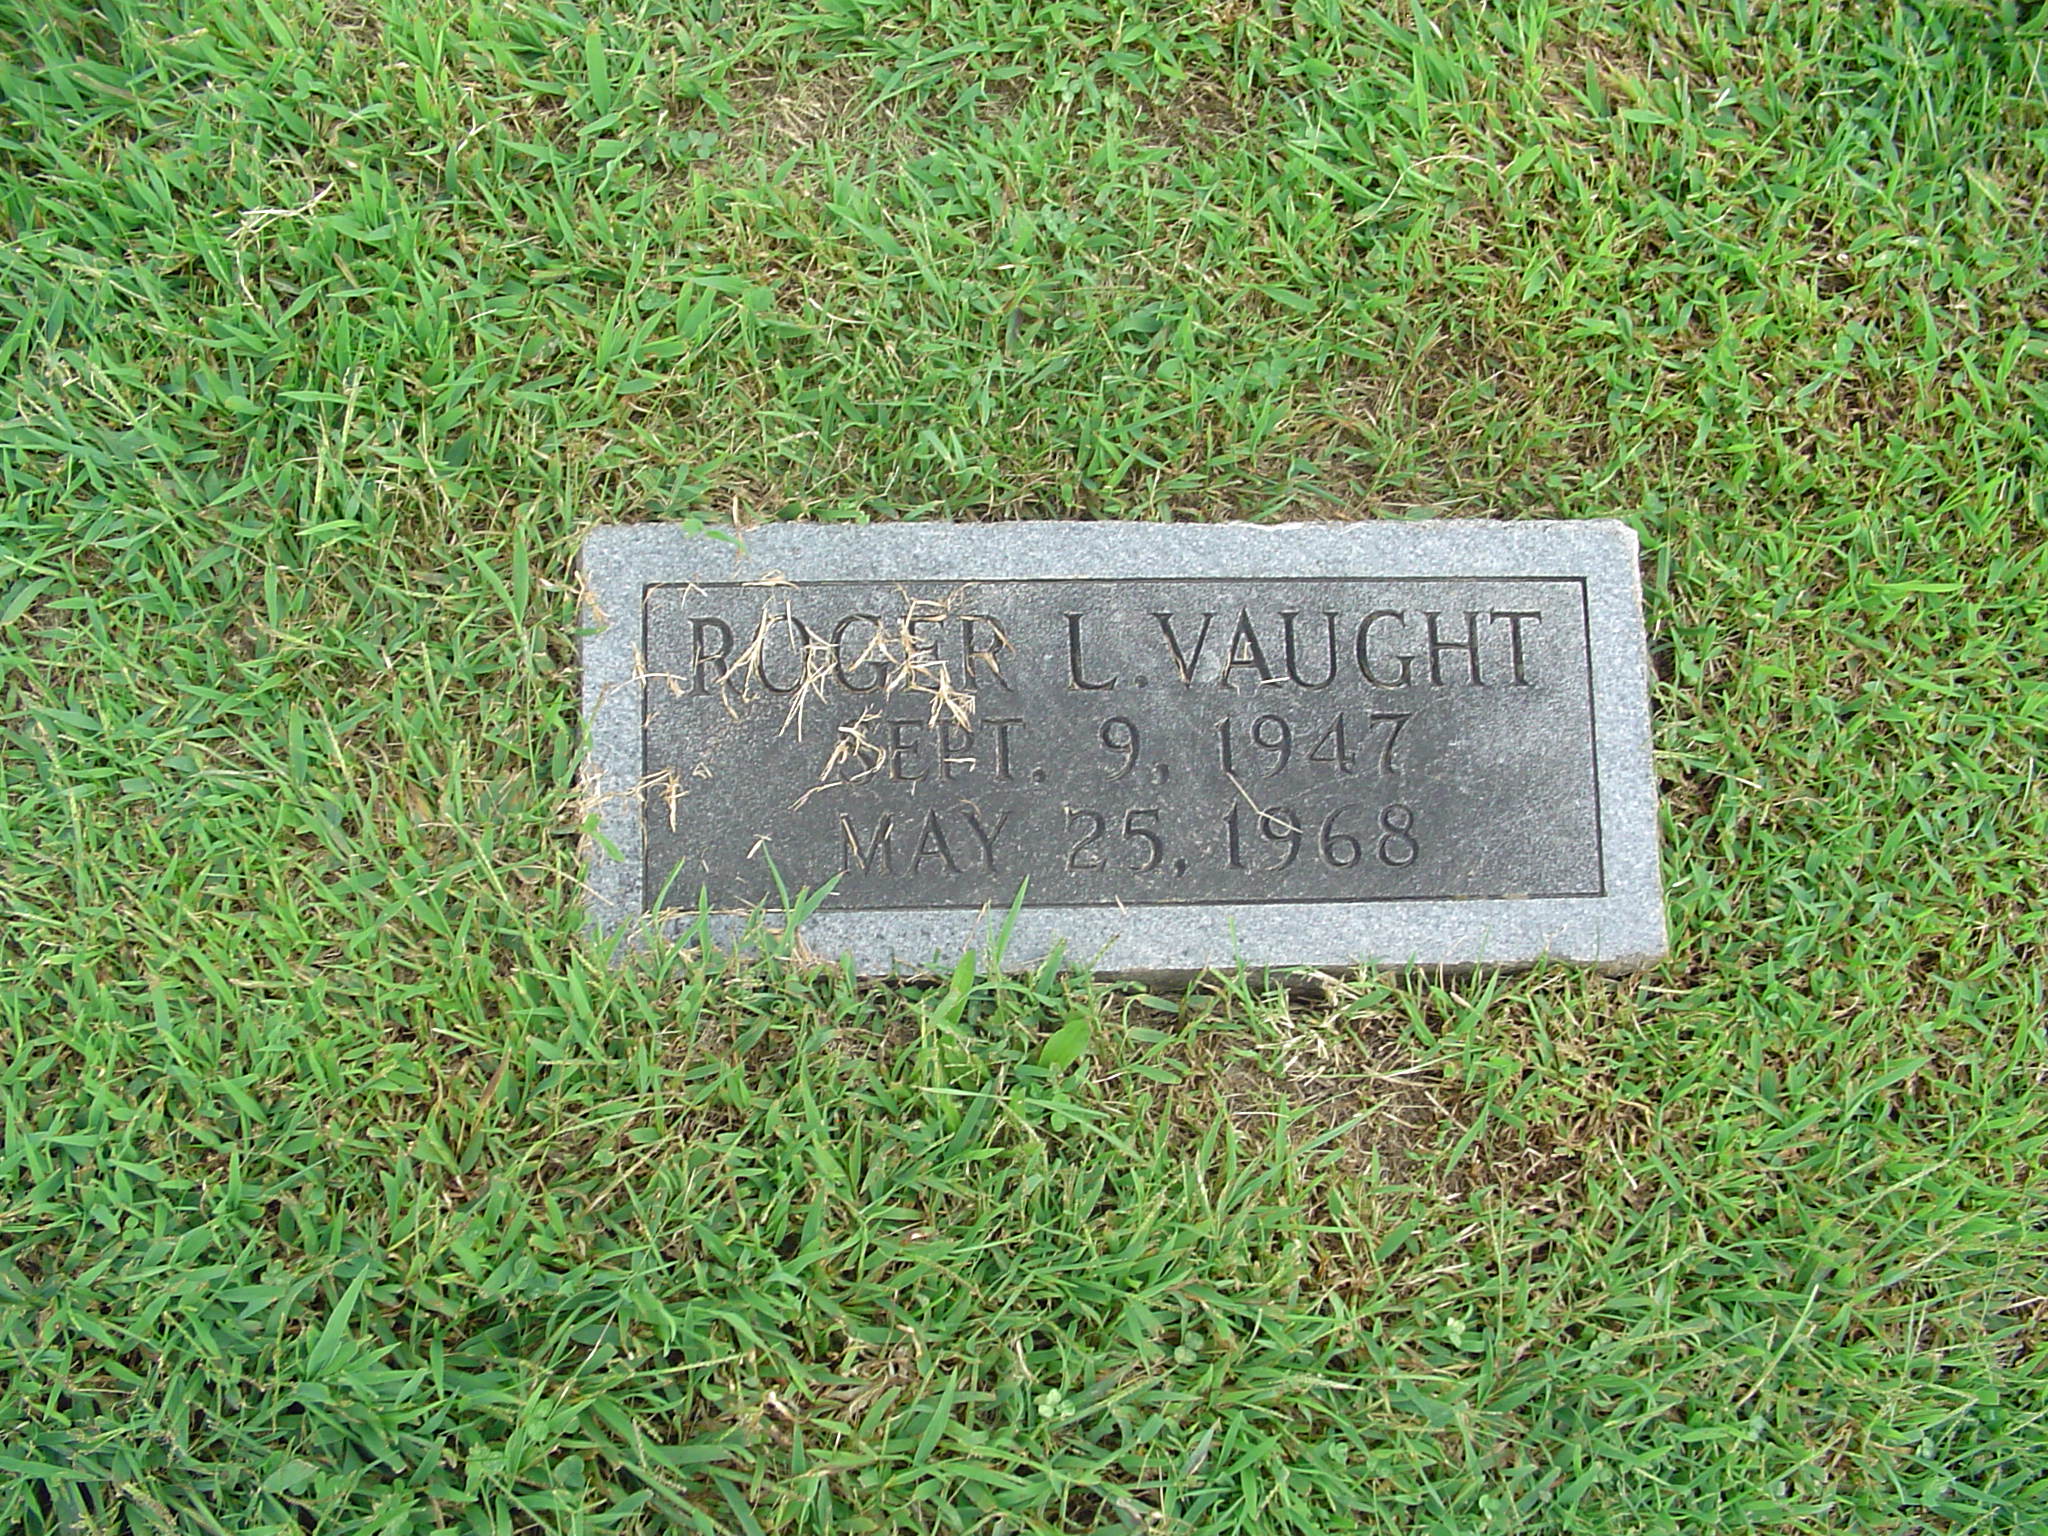 ROGER L. VAUGHT
SEPT. 9, 1947
MAY 25, 1968